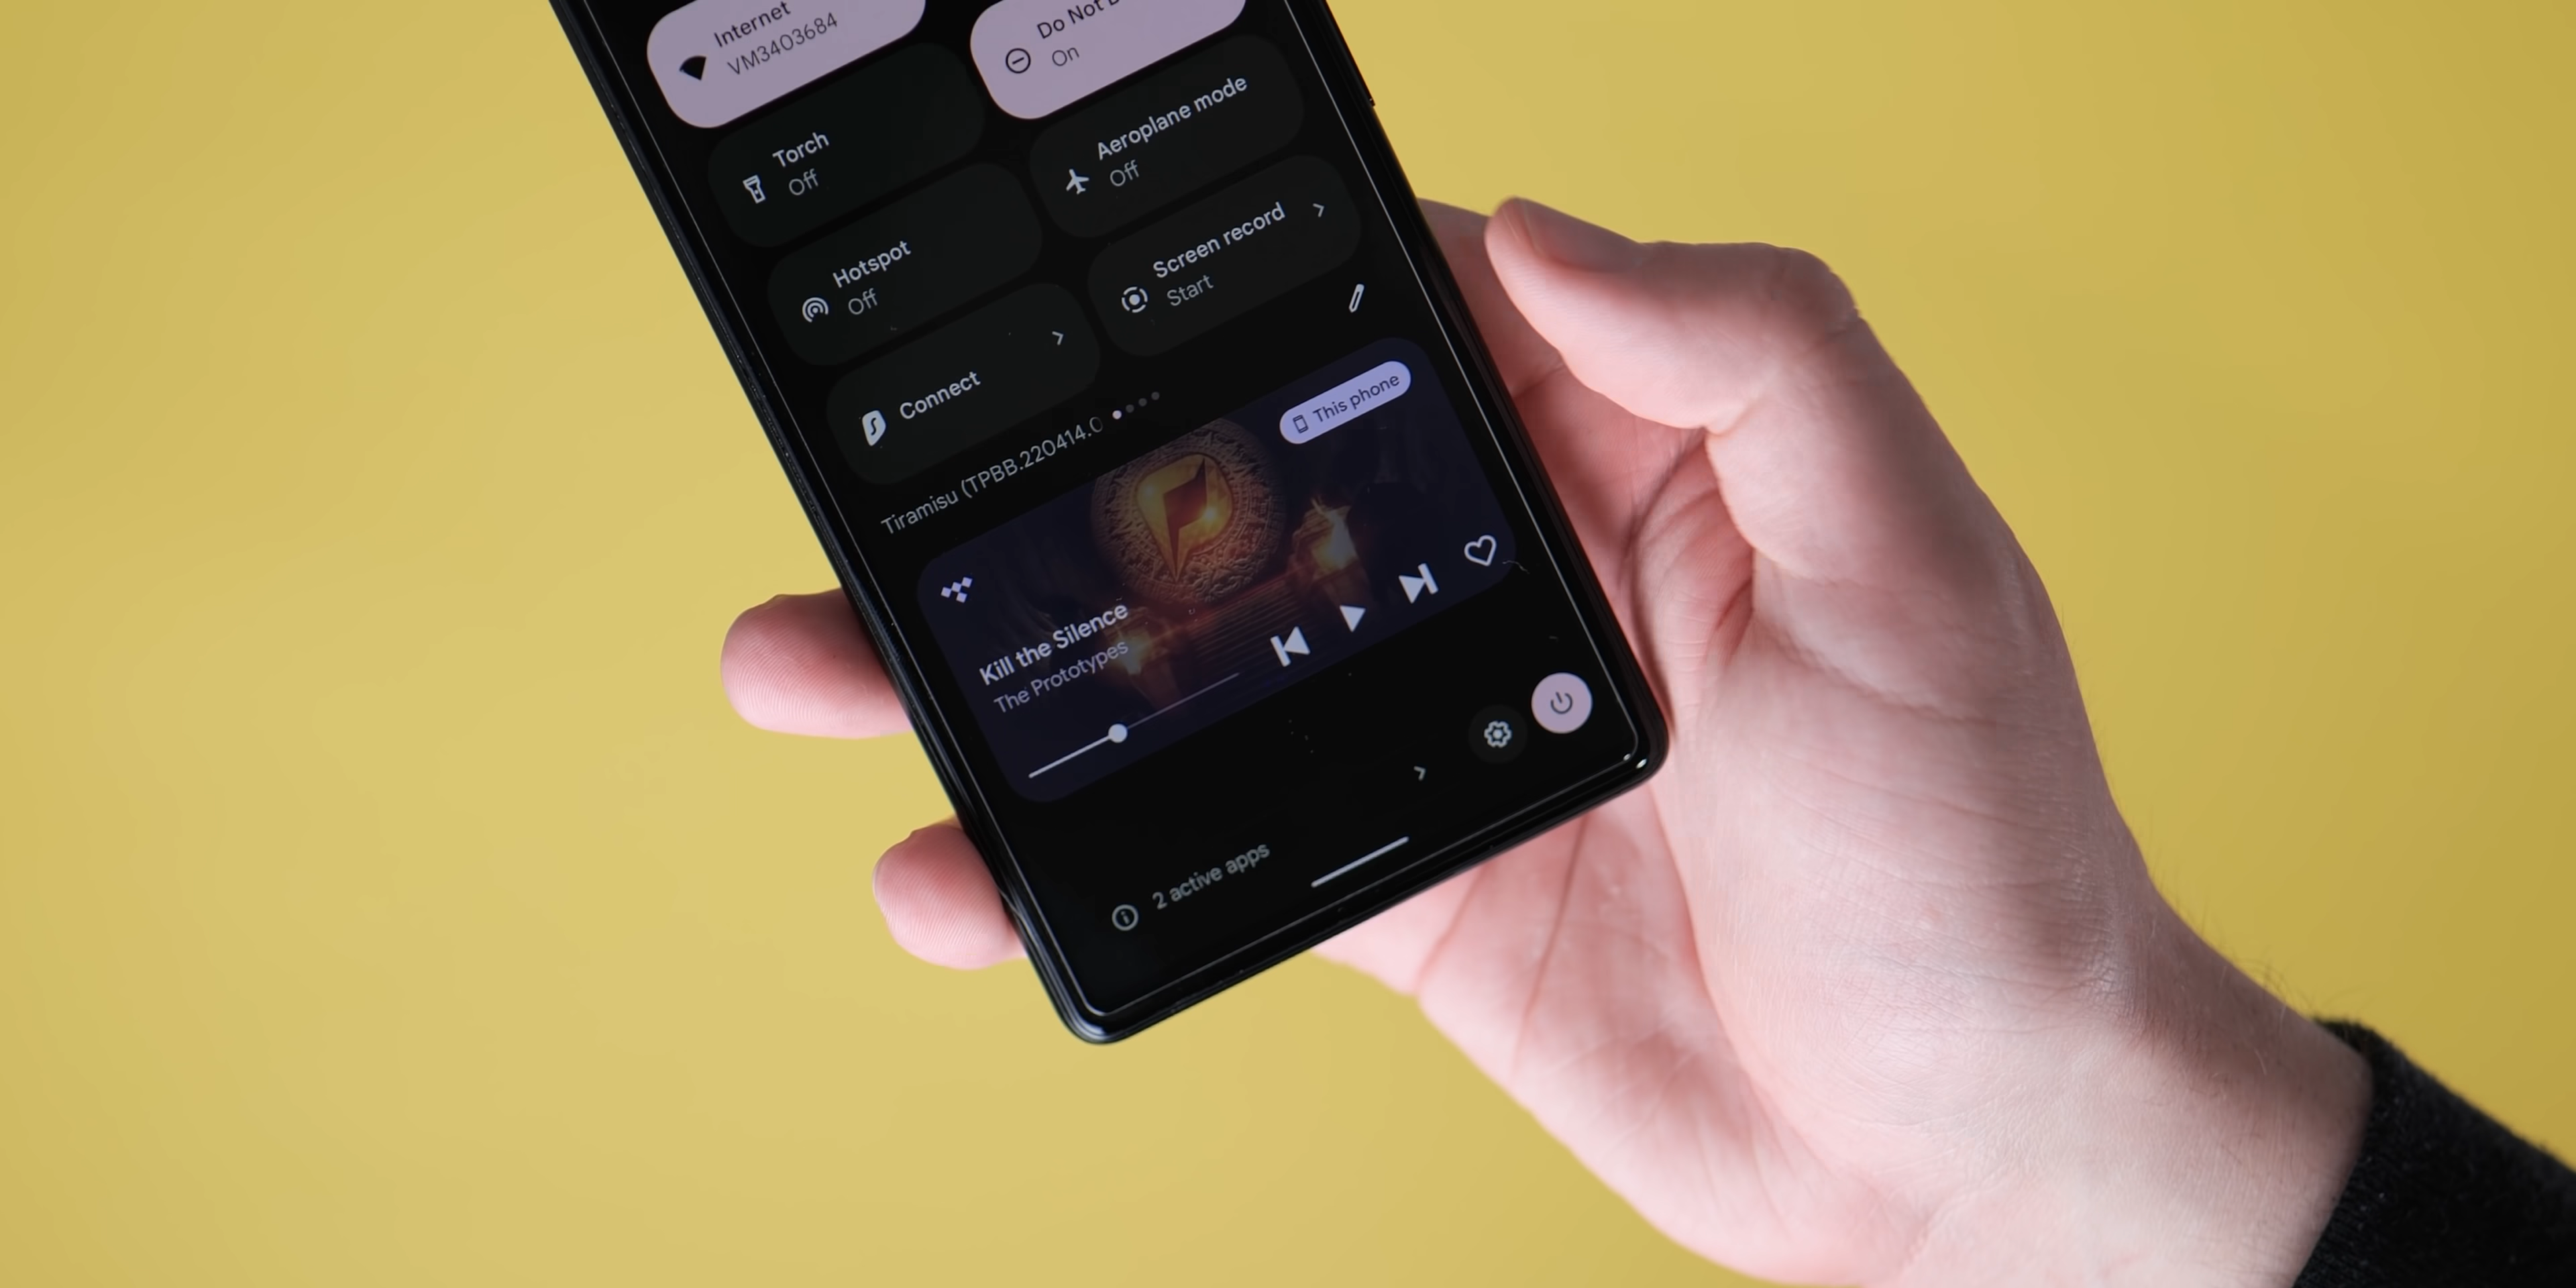 Internet
VM3403684
Do Not
On
Torch
Off
Aeroplane mode
Off
Hotspot
Off
Screen record
Start
Connect
Tiramisu (TPBB.220414.0
This phone
Kill the Silence
The Prototypes
2 active apps